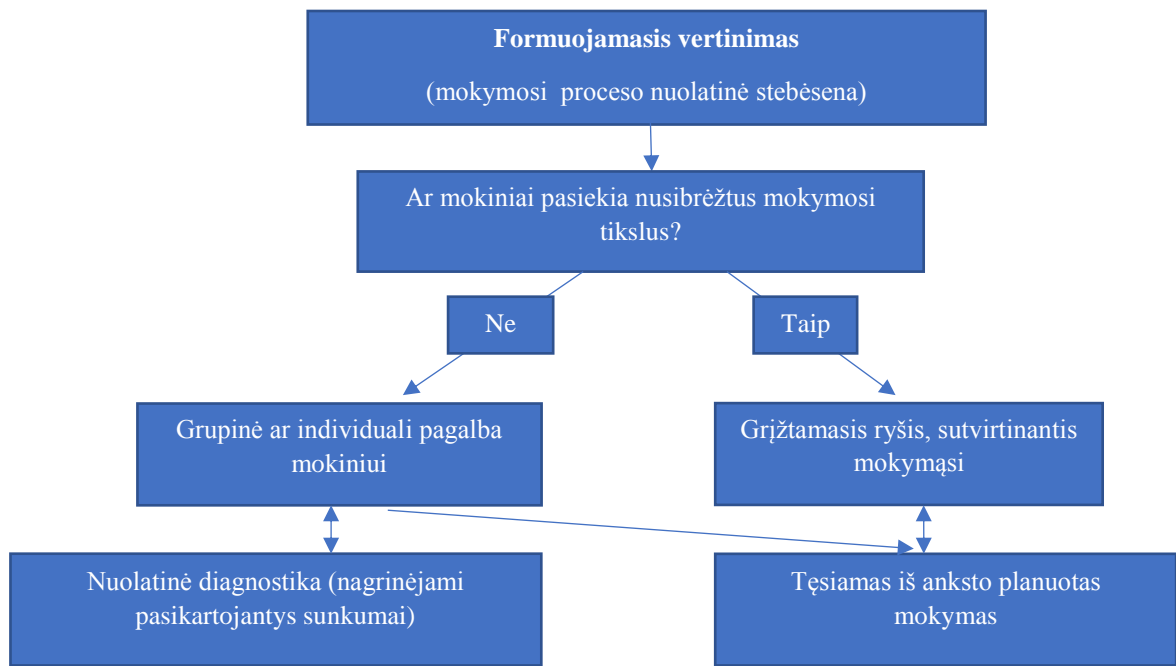 Formuojamasis vertinimas
(mokymosi proceso nuolatinė stebėsena)
Ar mokiniai pasiekia nusibrėžtus mokymosi
tikslus?
Ne
Taip
Grupinė ar individuali pagalba
mokiniui
Grįžtamasis ryšis, sutvirtinantis
mokymąsi
Nuolatinė diagnostika (nagrinėjami
pasikartojantys sunkumai)
Tęsiamas iš anksto planuotas
mokymas